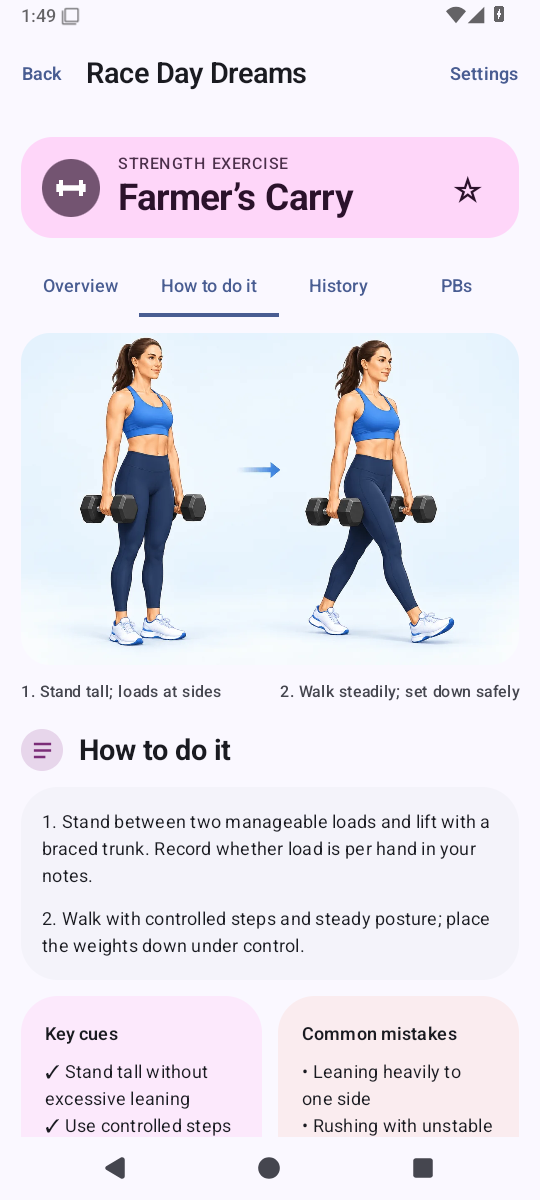 1:49
Back
Race Day Dreams
Settings
STRENGTH EXERCISE
Farmer’s Carry
Overview
How to do it
History
PBs
1. Stand tall; loads at sides
2. Walk steadily; set down safely
How to do it
1. Stand between two manageable loads and lift with a
braced trunk. Record whether load is per hand in your
notes.
2. Walk with controlled steps and steady posture; place
the weights down under control.
Key cues
✓ Stand tall without
excessive leaning
✓ Use controlled steps
Common mistakes
• Leaning heavily to
one side
• Rushing with unstable